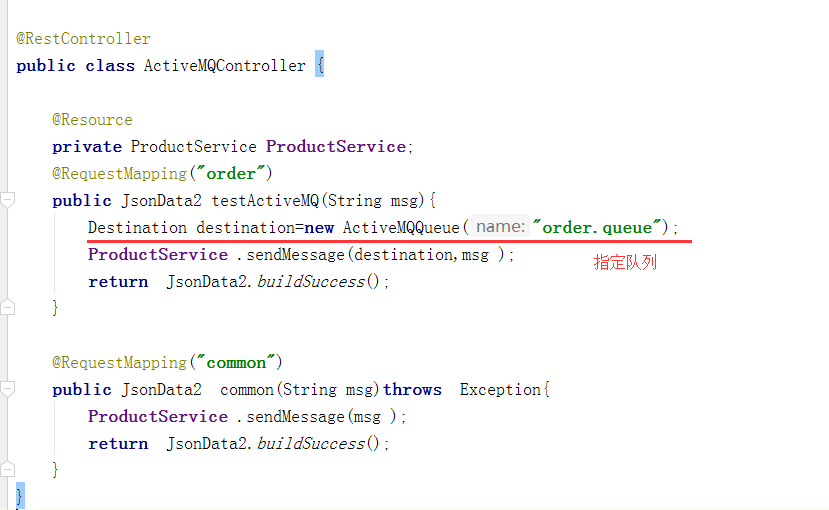 @RestController
public class ActiveMQController {
@Resource
private ProductService ProductService;
@RequestMapping("order")
public JsonData2 testActiveMQ(String msg){
Destination destination=new ActiveMQQueue( name: "order.queue");
ProductService .sendMessage(destination,msg );
指定队列
return  JsonData2.buildSuccess();
}
@RequestMapping("common")
public JsonData2  common(String msg)throws  Exception{
ProductService .sendMessage(msg );
return  JsonData2.buildSuccess();
}
}